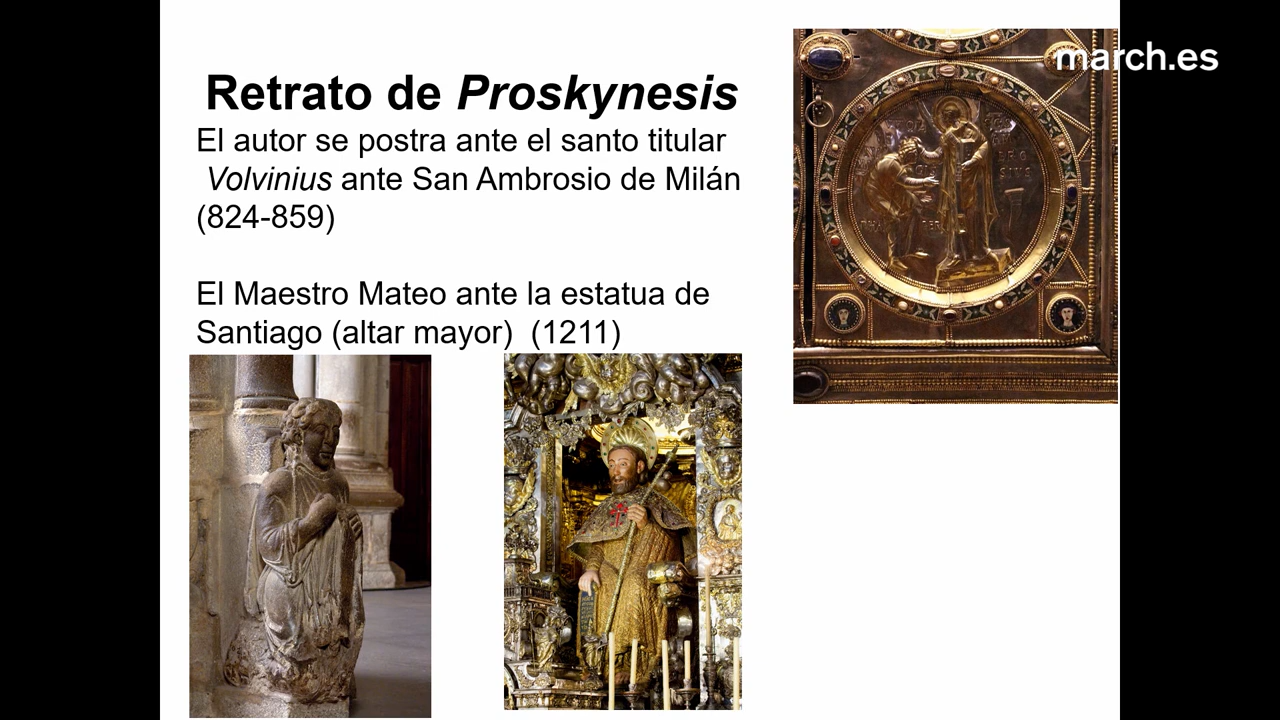 march.es
Retrato de Proskynesis
El autor se postra ante el santo titular
Volvinius ante San Ambrosio de Milán
(824-859)
El Maestro Mateo ante la estatua de
Santiago (altar mayor) (1211)